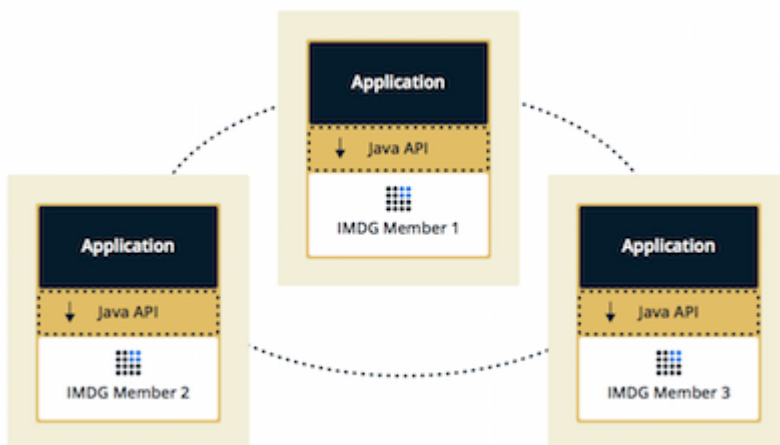 Application
Java API
IMDG Member 1
Application
Java API
IMDG Member 2
Application
Java API
IMDG Member 3